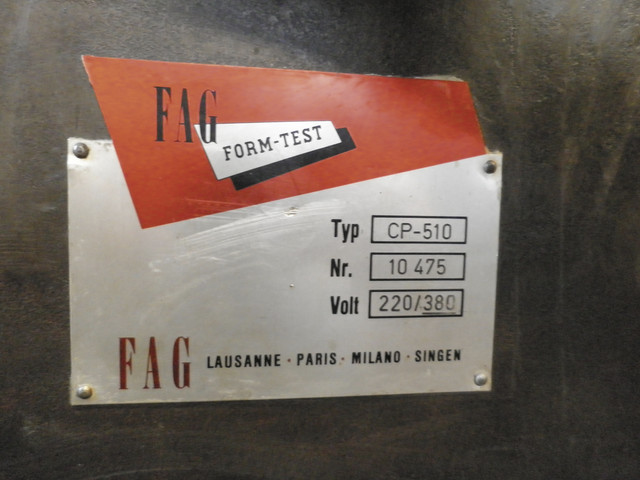 FAG
FORM-TEST
Typ CP-510
Nr. 10 475
Volt 220/380
FAG LAUSANNE · PARIS · MILANO · SINGEN